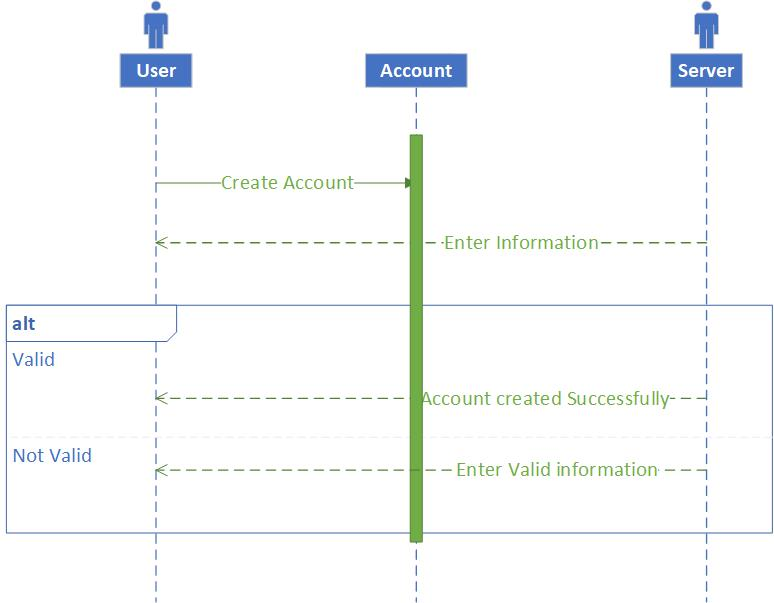 User
Account
Server
Create Account
Enter Information
alt
Valid
Account created Successfully
Not Valid
Enter Valid information